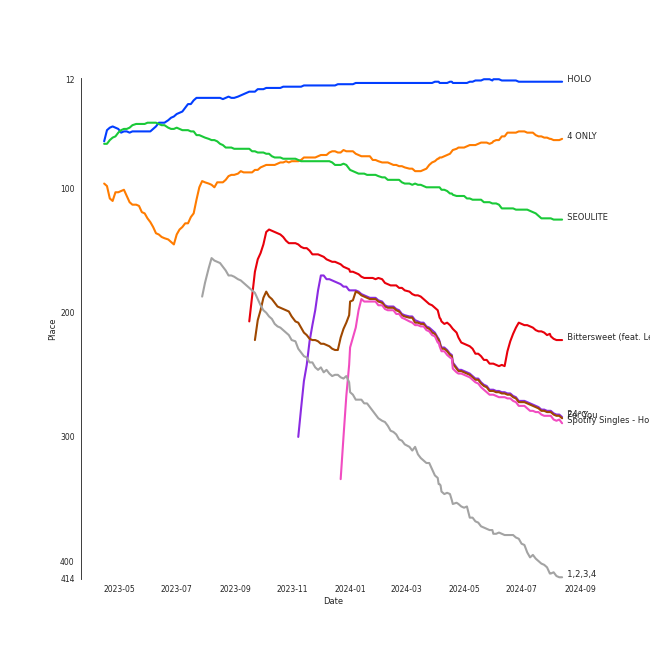 12
HOLO
4 ONLY
100
SEOULITE
200
Place
Bittersweet (feat. Le
300
For You
Spotify Singles - Ho
400
414
1,2,3,4
2023-05 2023-07 2023-09 2023-11 2024-01 2024-03 2024-05 2024-07 2024-09
Date